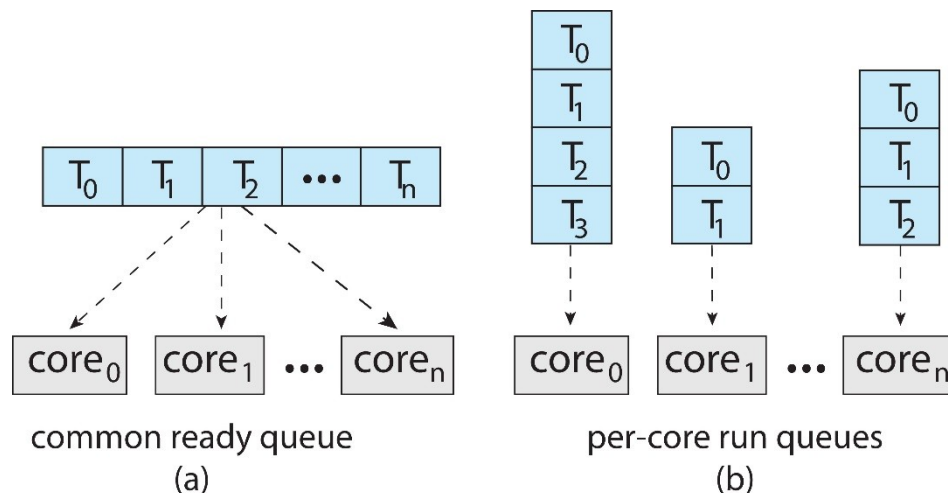 T0 T1 T2 ••• Tn
core0 core1 ••• coren
common ready queue
(a)
T0
T1
T2
T3
T0
T1
T0
T1
T2
core0 core1 ••• coren
per-core run queues
(b)